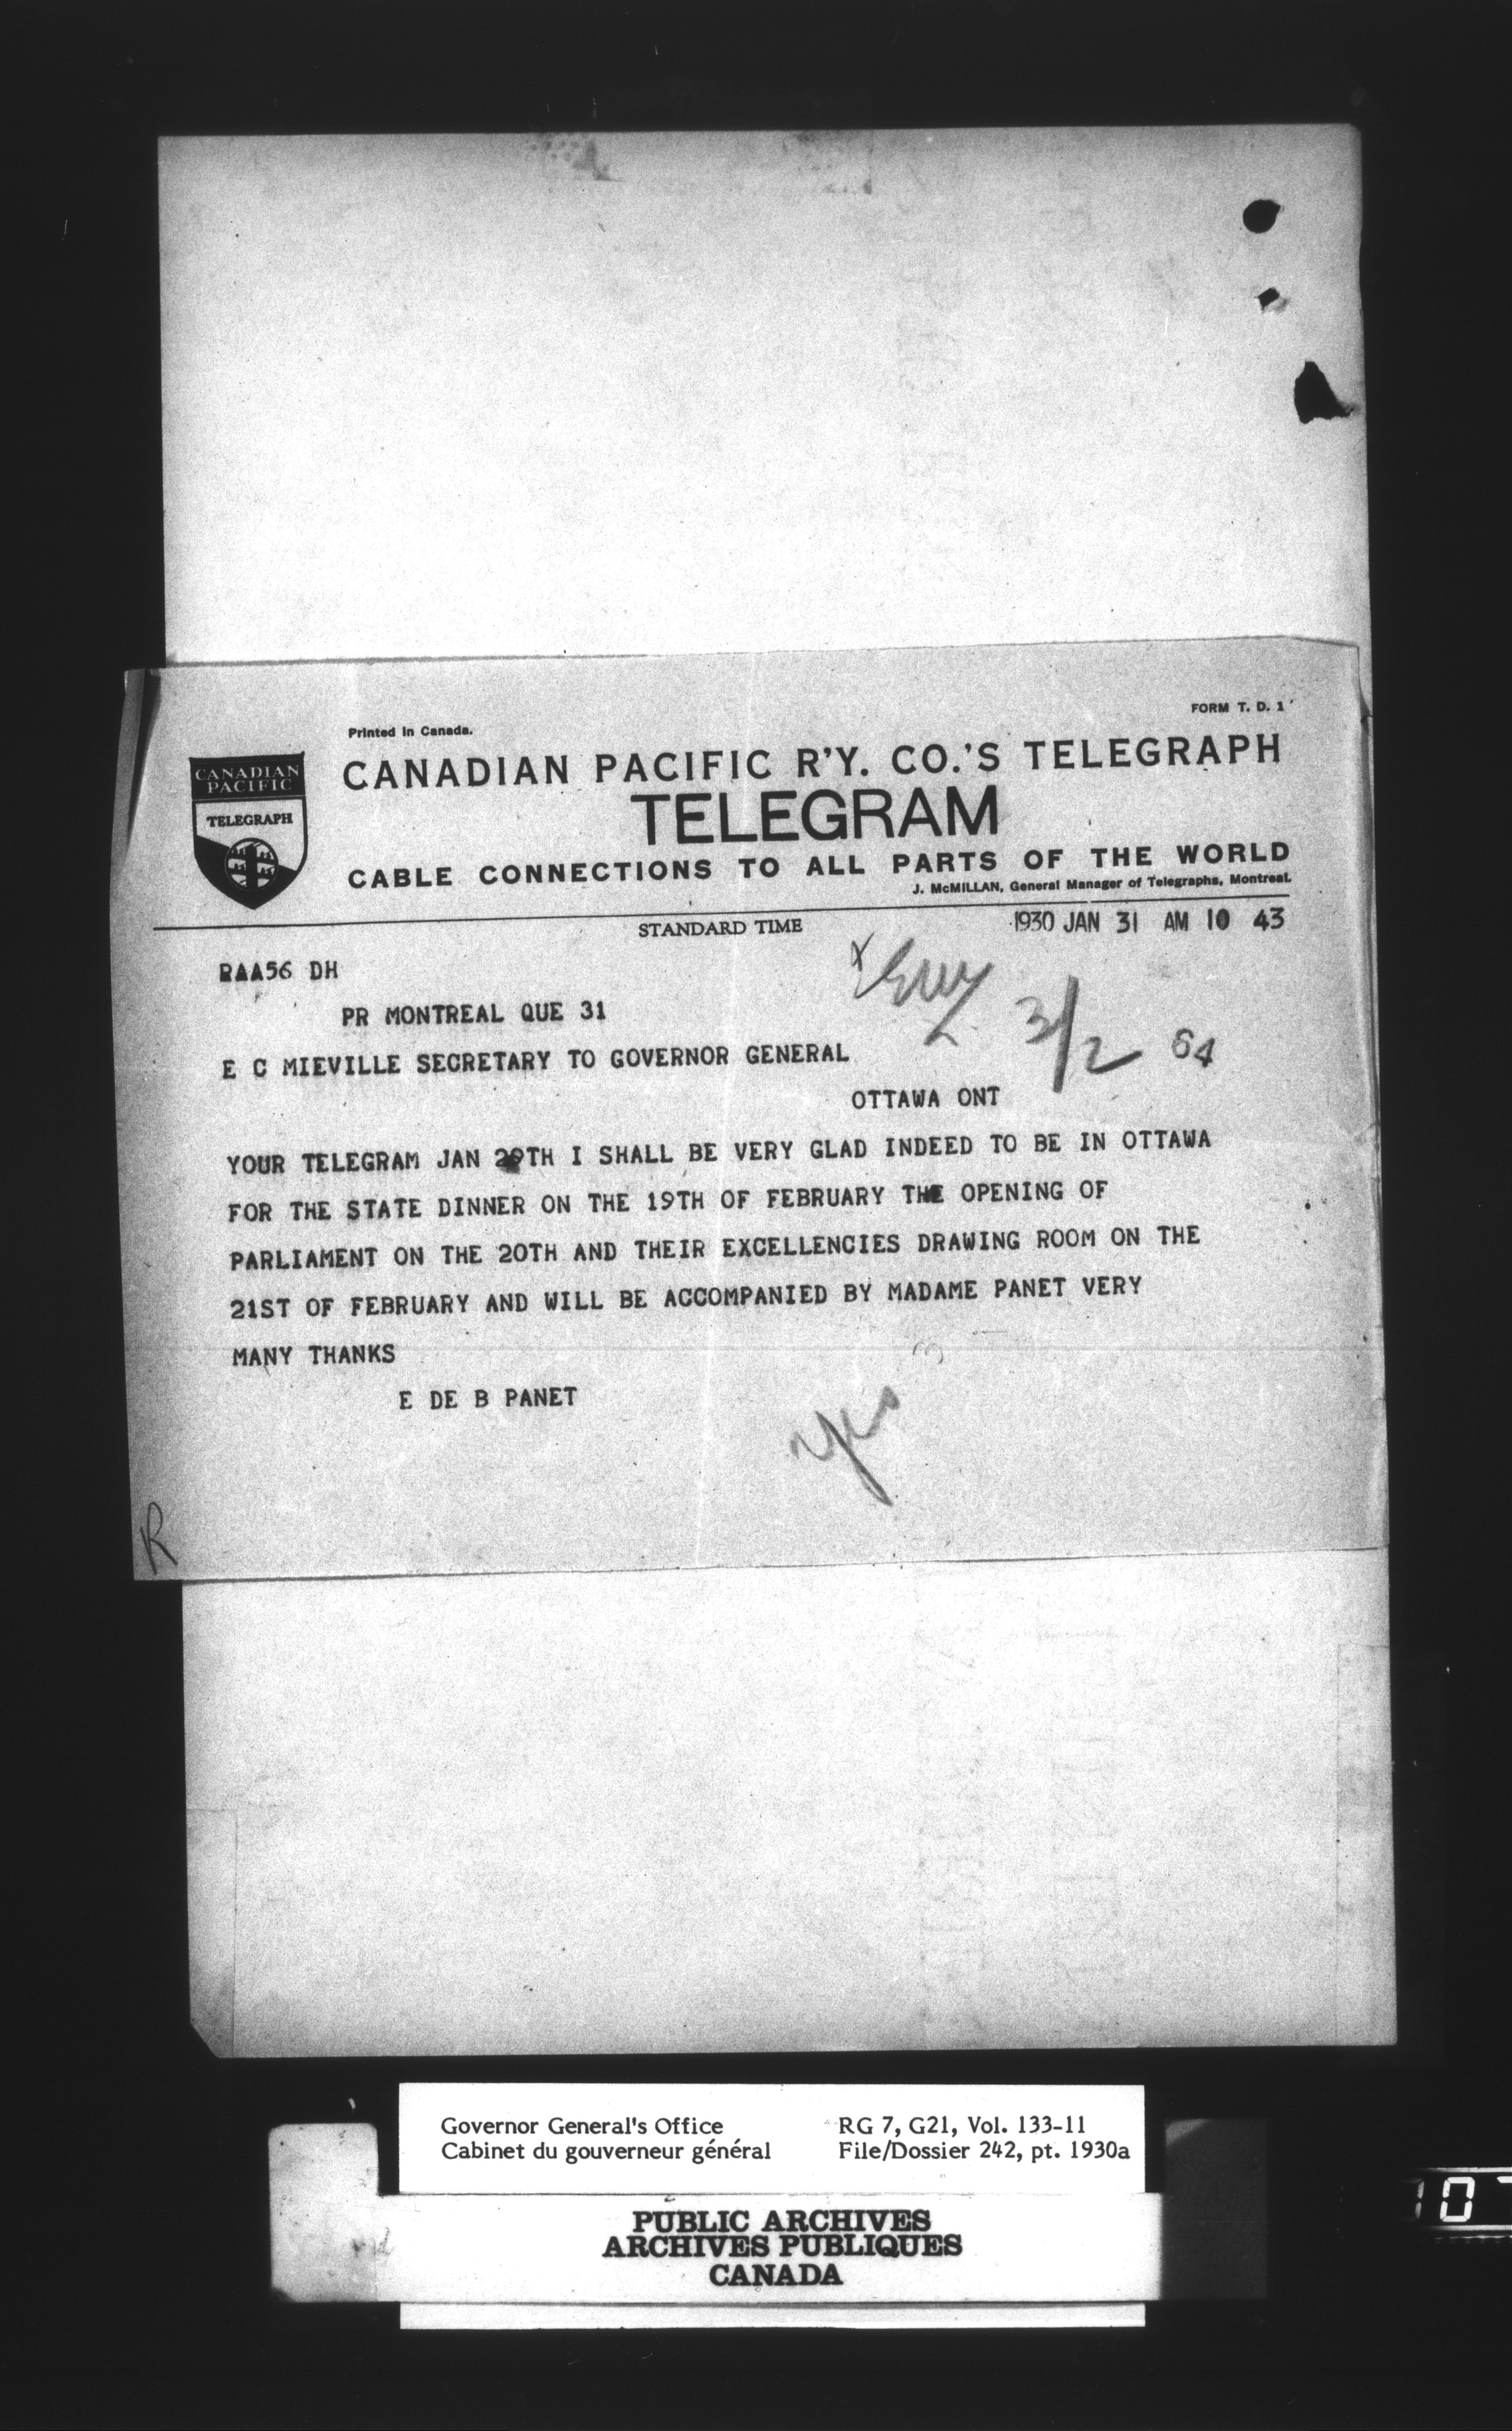 FORM T. D. 1
Printed in Canada.
CANADIAN PACIFIC R'Y. CO.'S TELEGRAPH
TELEGRAM
CABLE CONNECTIONS TO ALL PARTS OF THE WORLD
J. McMILLAN, General Manager of Telegraphs, Montreal.
CANADIAN
PACIFIC
TELEGRAPH
STANDARD TIME
1930 JAN 31 AM 10 43
RAA56 DH
PR MONTREAL QUE 31
3/2 64
E C MIEVILLE SECRETARY TO GOVERNOR GENERAL
OTTAWA ONT
YOUR TELEGRAM JAN 29TH I SHALL BE VERY GLAD INDEED TO BE IN OTTAWA
FOR THE STATE DINNER ON THE 19TH OF FEBRUARY THE OPENING OF
PARLIAMENT ON THE 20TH AND THEIR EXCELLENCIES DRAWING ROOM ON THE
21ST OF FEBRUARY AND WILL BE ACCOMPANIED BY MADAME PANET VERY
MANY THANKS
E DE B PANET
yes
R
Governor General's Office
Cabinet du gouverneur général
RG 7, G21, Vol. 133-11
File/Dossier 242, pt. 1930a
PUBLIC ARCHIVES
ARCHIVES PUBLIQUES
CANADA